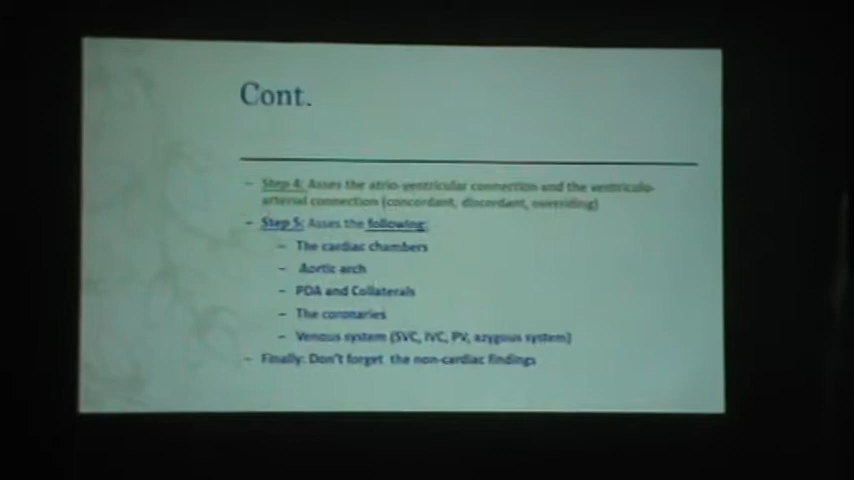 Cont.
– Step 4: Asses the atrio-ventricular connection and the ventriculo-
arterial connection (concordant, discordant, overriding)
– Step 5: Asses the following:
– The cardiac chambers
– Aortic arch
– PDA and Collaterals
– The coronaries
– Venous system (SVC, IVC, PV, azygous system)
– Finally: Don't forget the non-cardiac findings